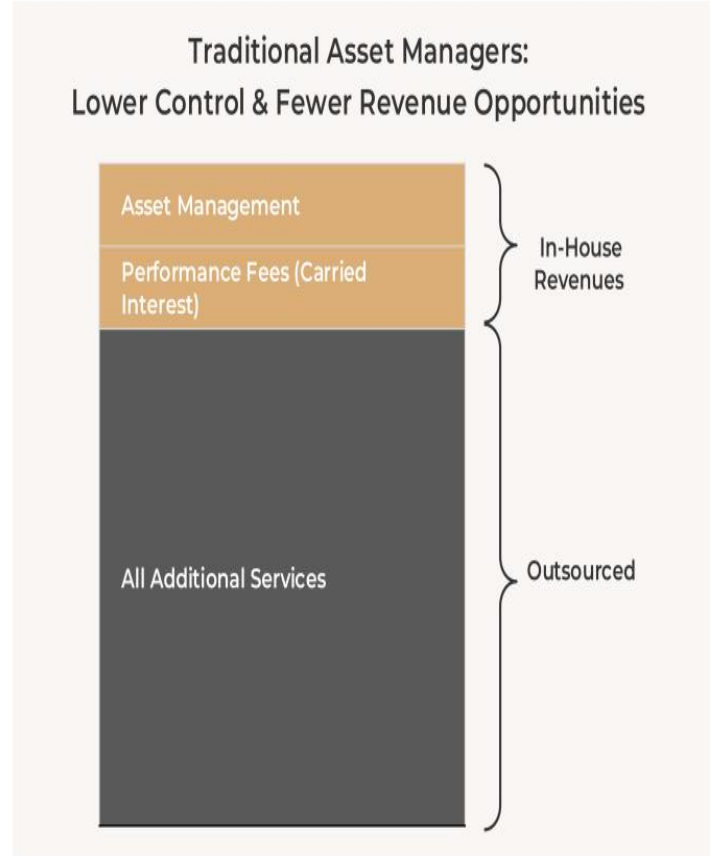 Traditional Asset Managers:
Lower Control & Fewer Revenue Opportunities
Asset Management
Performance Fees (Carried
Interest)
In-House
Revenues
All Additional Services
Outsourced